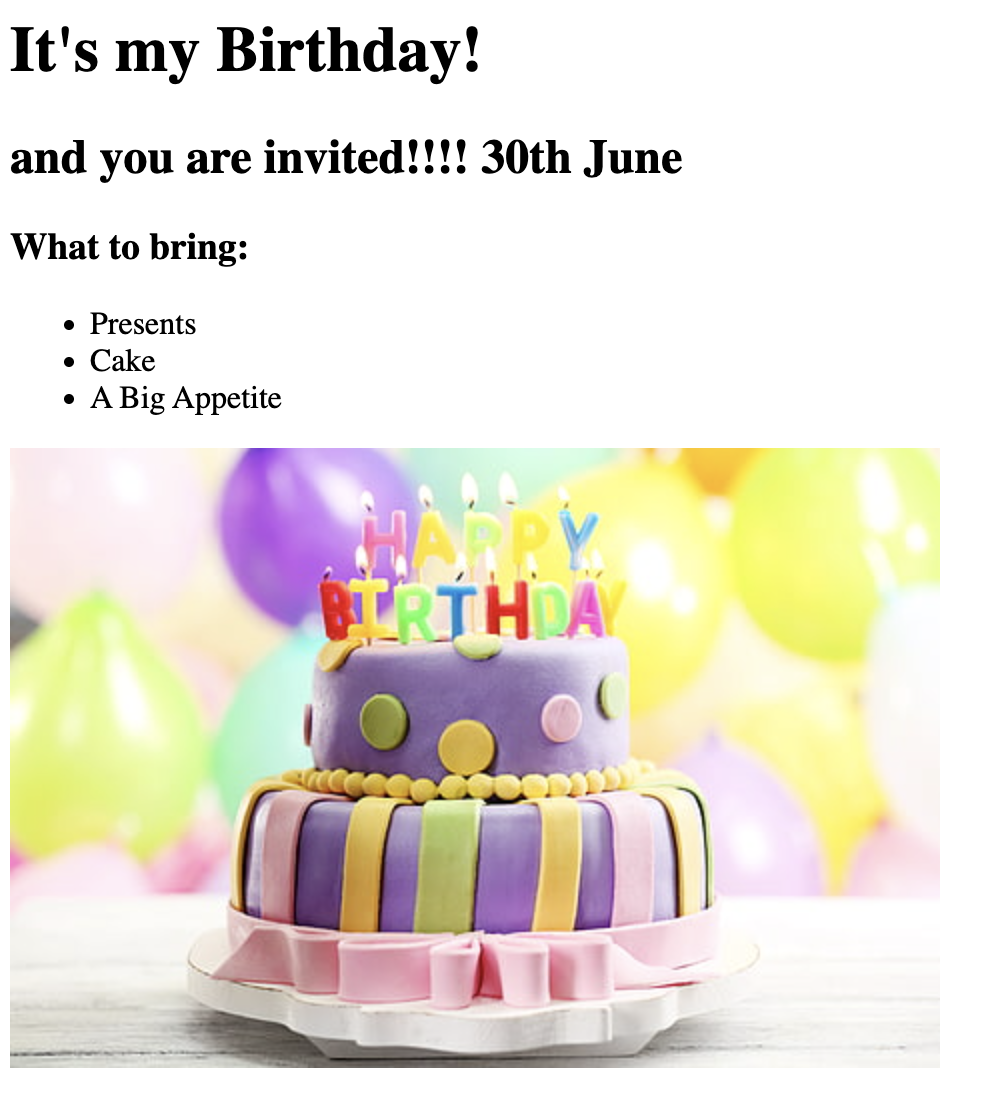 It's my Birthday!
and you are invited!!!! 30th June
What to bring:
Presents
Cake
A Big Appetite
HAPPY
BIRTHDAY